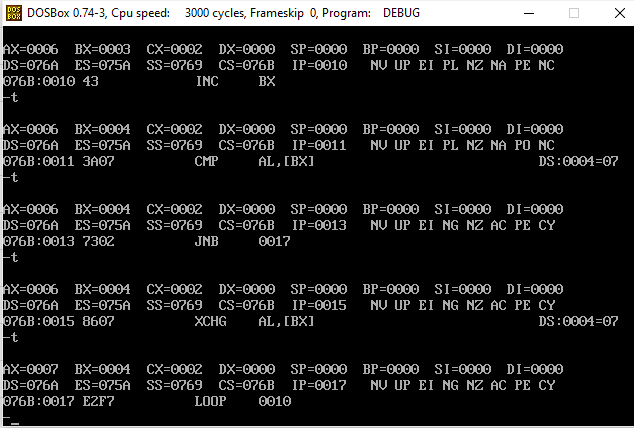 DOS BOX DOSBox 0.74-3, Cpu speed: 3000 cycles, Frameskip 0, Program: DEBUG
AX=0006 BX=0003 CX=0002 DX=0000 SP=0000 BP=0000 SI=0000 DI=0000
DS=076A ES=075A SS=0769 CS=076B IP=0010 NV UP EI PL NZ NA PE NC
076B:0010 43 INC BX
-t
AX=0006 BX=0004 CX=0002 DX=0000 SP=0000 BP=0000 SI=0000 DI=0000
DS=076A ES=075A SS=0769 CS=076B IP=0011 NV UP EI PL NZ NA PO NC
076B:0011 3A07 CMP AL,[BX] DS:0004=07
-t
AX=0006 BX=0004 CX=0002 DX=0000 SP=0000 BP=0000 SI=0000 DI=0000
DS=076A ES=075A SS=0769 CS=076B IP=0013 NV UP EI NG NZ AC PE CY
076B:0013 7302 JNB 0017
-t
AX=0006 BX=0004 CX=0002 DX=0000 SP=0000 BP=0000 SI=0000 DI=0000
DS=076A ES=075A SS=0769 CS=076B IP=0015 NV UP EI NG NZ AC PE CY
076B:0015 8607 XCHG AL,[BX] DS:0004=07
-t
AX=0007 BX=0004 CX=0002 DX=0000 SP=0000 BP=0000 SI=0000 DI=0000
DS=076A ES=075A SS=0769 CS=076B IP=0017 NV UP EI NG NZ AC PE CY
076B:0017 E2F7 LOOP 0010
-_